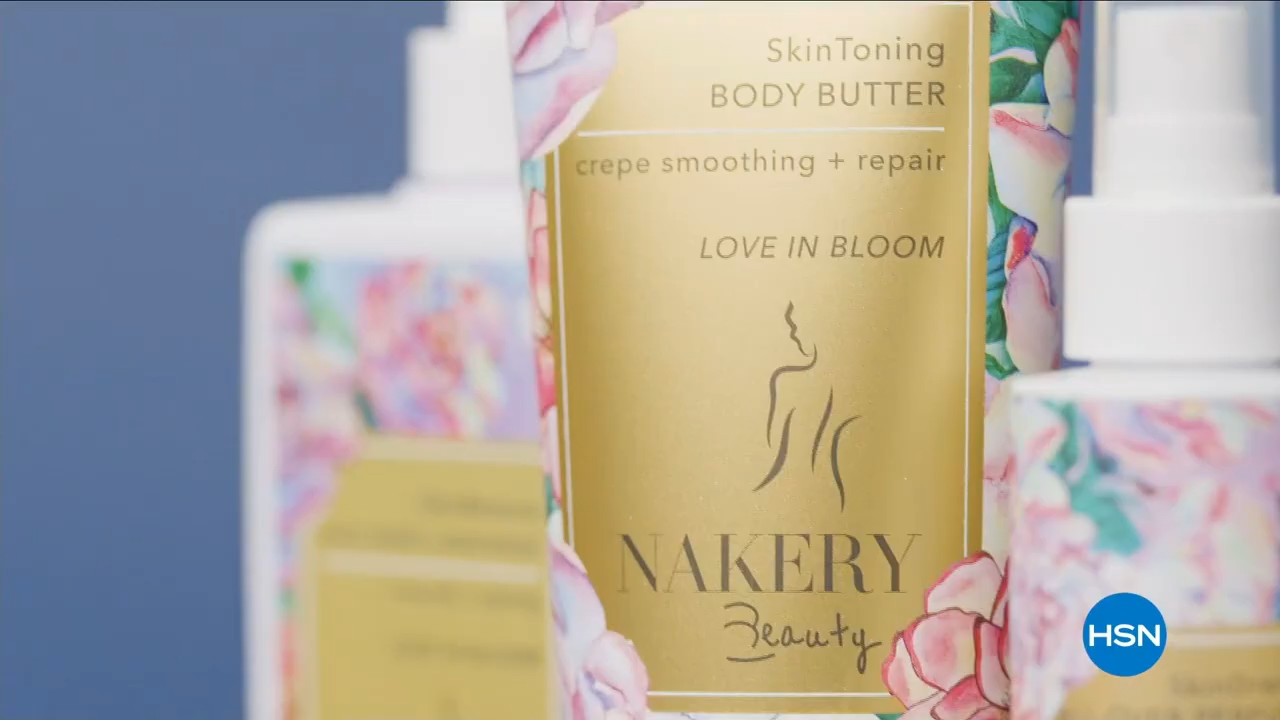 SkinToning
BODY BUTTER
crepe smoothing + repair
LOVE IN BLOOM
NAKERY
Beauty
HSN